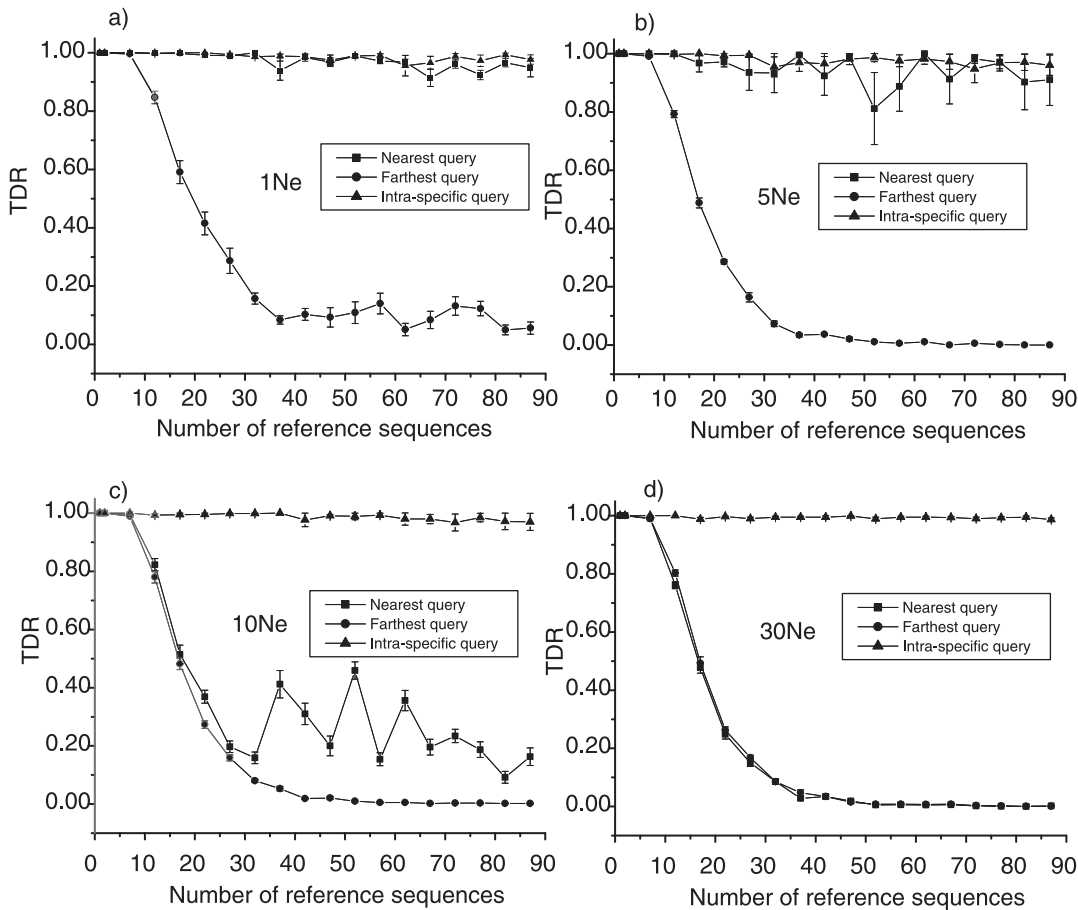 a)
TDR
1.00
0.80
0.60
0.40
0.20
0.00
1Ne
Nearest query
Farthest query
Intra-specific query
0 10 20 30 40 50 60 70 80 90
Number of reference sequences
b)
TDR
1.00
0.80
0.60
0.40
0.20
0.00
5Ne
Nearest query
Farthest query
Intra-specific query
0 10 20 30 40 50 60 70 80 90
Number of reference sequences
c)
TDR
1.00
0.80
0.60
0.40
0.20
0.00
10Ne
Nearest query
Farthest query
Intra-specific query
0 10 20 30 40 50 60 70 80 90
Number of reference sequences
d)
TDR
1.00
0.80
0.60
0.40
0.20
0.00
30Ne
Nearest query
Farthest query
Intra-specific query
0 10 20 30 40 50 60 70 80 90
Number of reference sequences